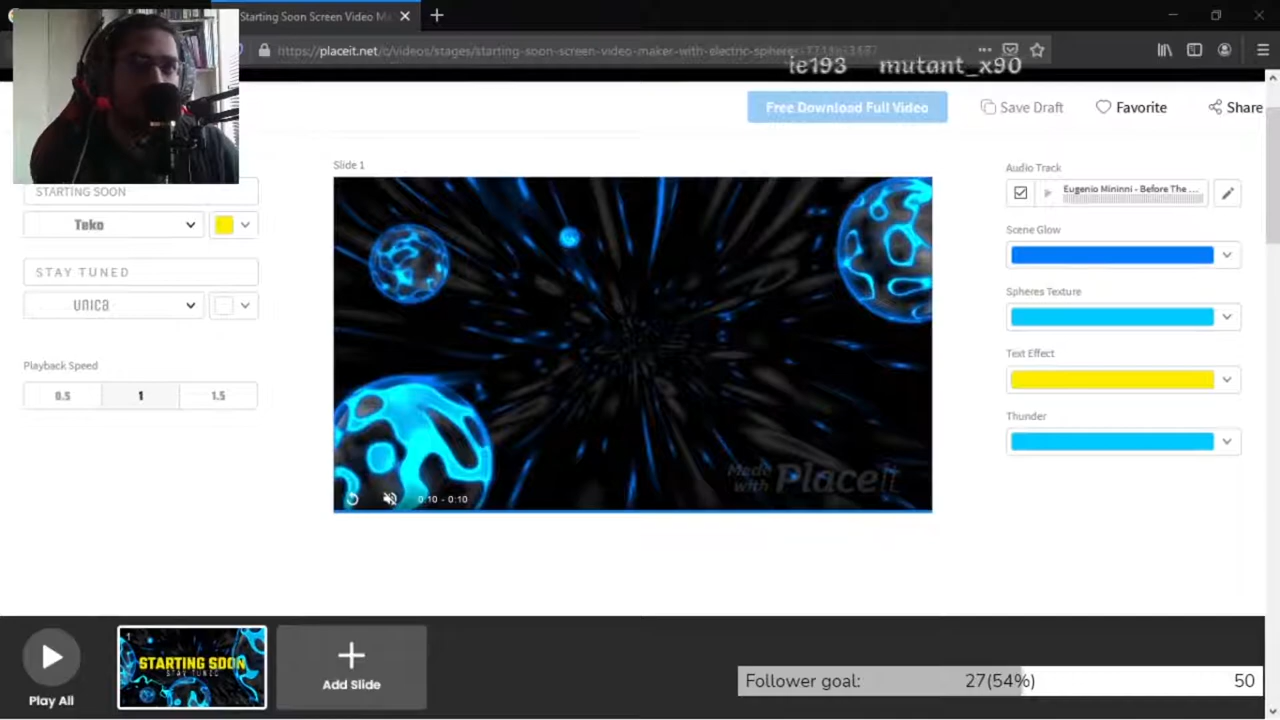 Starting Soon Screen Video Ma
https://placeit.net/c/videos/stages/starting-soon-screen-video-maker-with-electric-spheres
ie193 mutant_x90
Free Download Full Video
Save Draft
Favorite
Share
STARTING SOON
Teko
STAY TUNED
UNICA
Playback Speed
0.5 1 1.5
Slide 1
Made with Placeit
0:10 - 0:10
Audio Track
Eugenio Mininni - Before The ...
Scene Glow
Spheres Texture
Text Effect
Thunder
Play All
1
STARTING SOON
STAY TUNED
Add Slide
Follower goal: 27(54%) 50